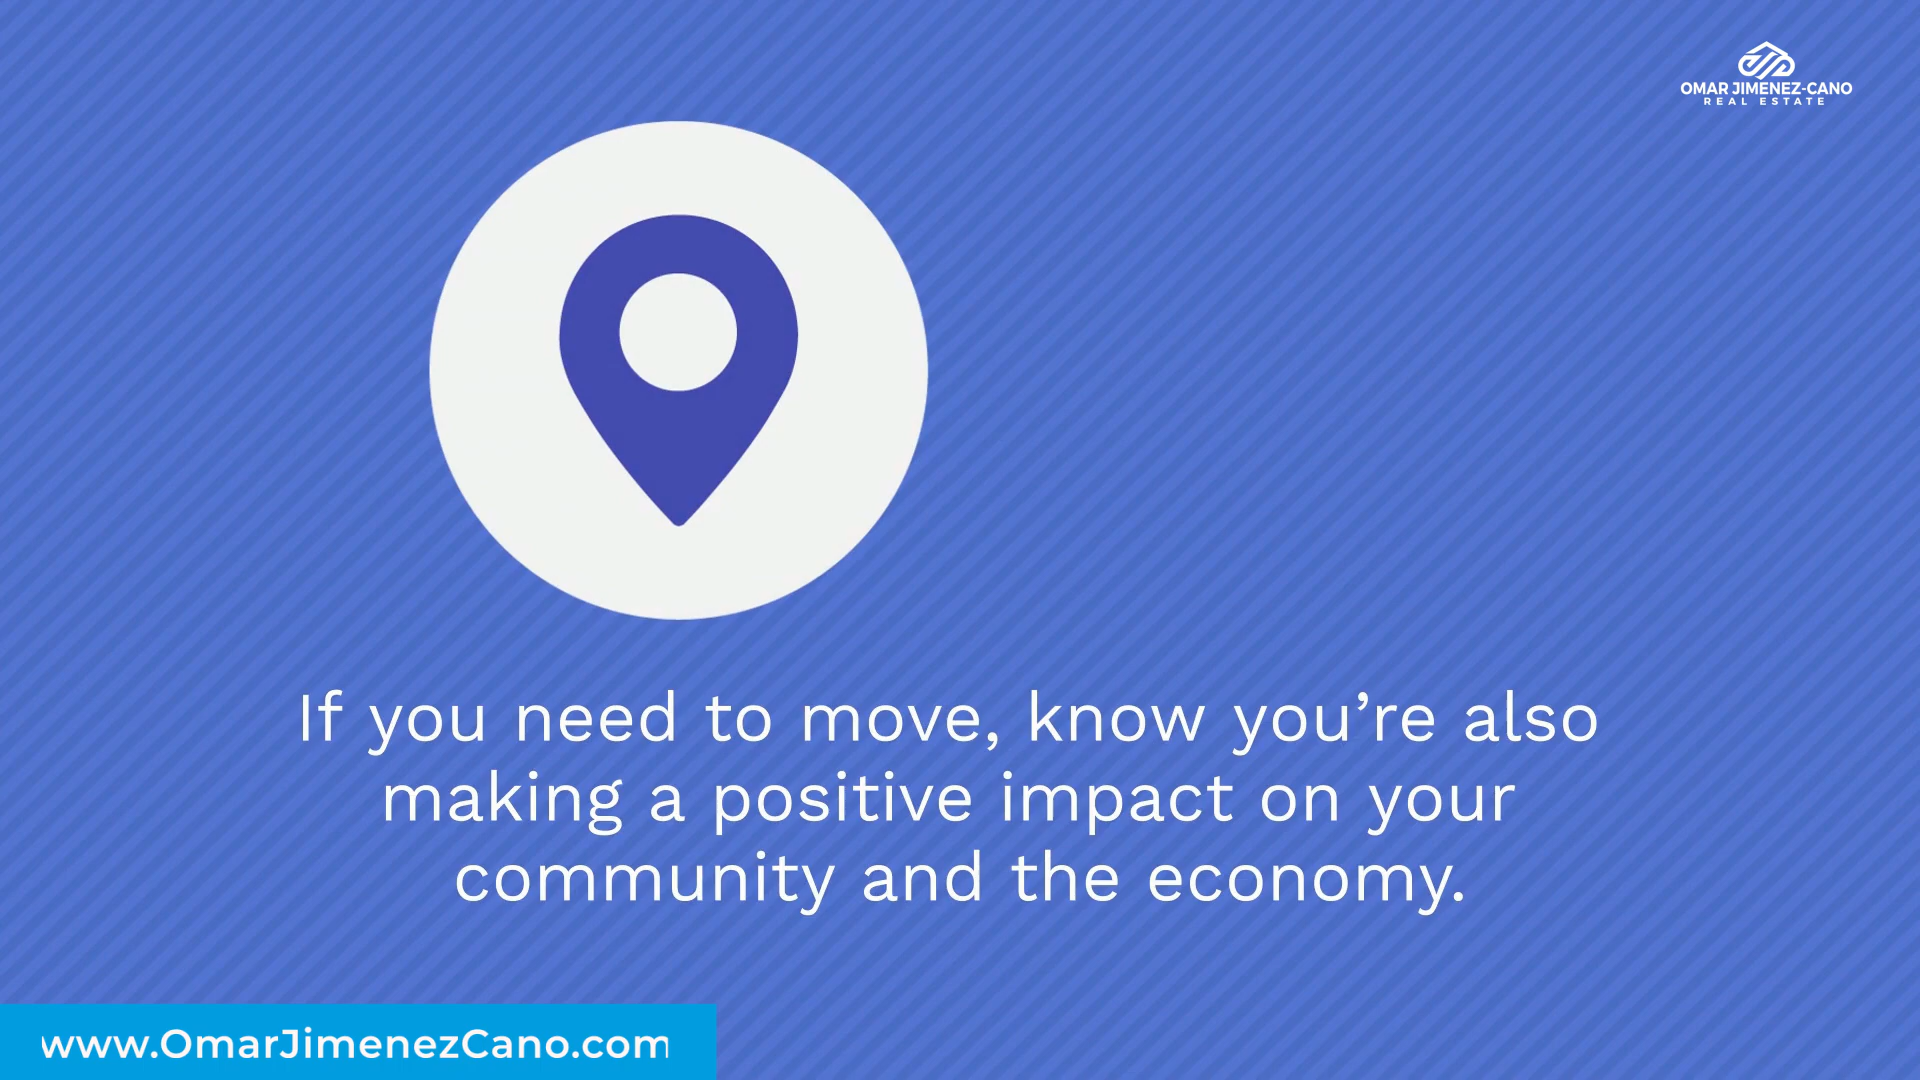 OMAR JIMENEZ-CANO
REAL ESTATE
If you need to move, know you’re also
making a positive impact on your
community and the economy.
www.OmarJimenezCano.com